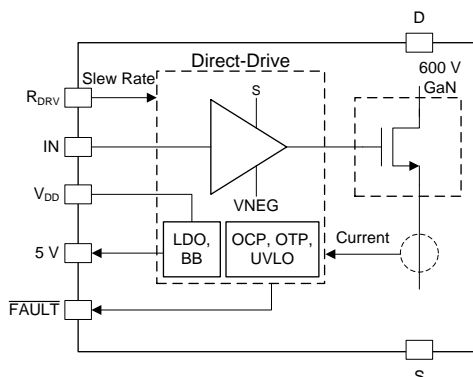 D
Direct-Drive
600 V
GaN
Slew Rate
RDRV
S
IN
VDD
VNEG
LDO,
BB
OCP, OTP,
UVLO
Current
5 V
FAULT
S